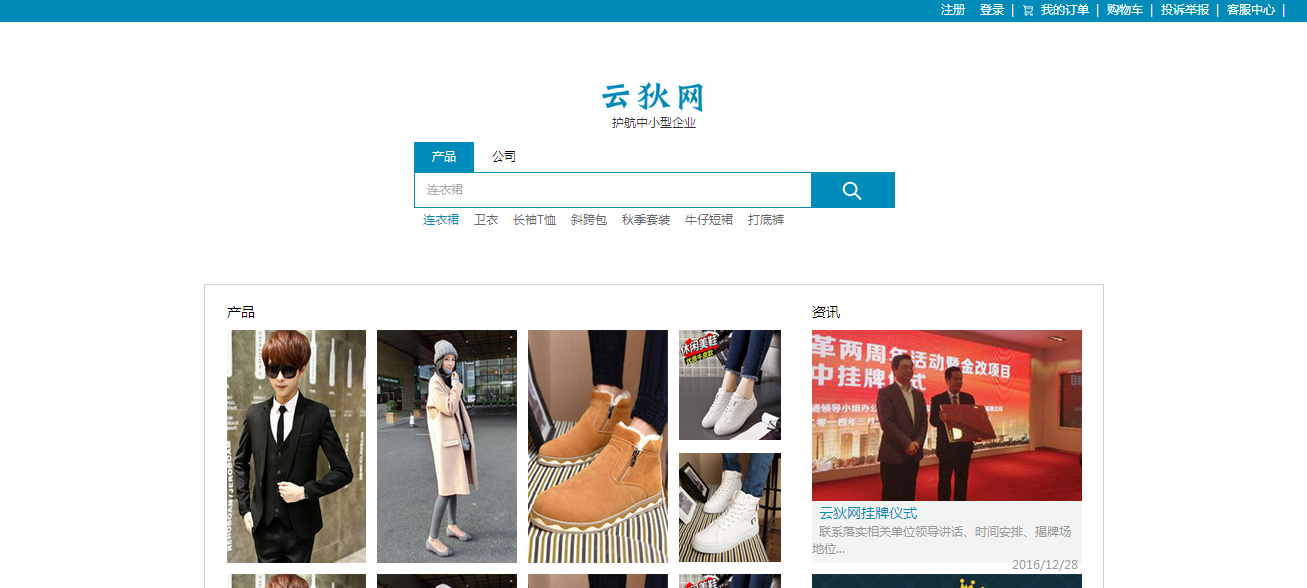 注册 登录 | 我的订单 | 购物车 | 投诉举报 | 客服中心 |
云狄网
护航中小型企业
产品 公司
连衣裙
连衣裙 卫衣 长袖T恤 斜跨包 秋季套装 牛仔短裙 打底裤
产品
资讯
休闲美鞋
革两周年活动暨金改项目
中挂牌仪式
云狄网挂牌仪式
联系落实相关单位领导讲话、时间安排、揭牌场
地位...
2016/12/28